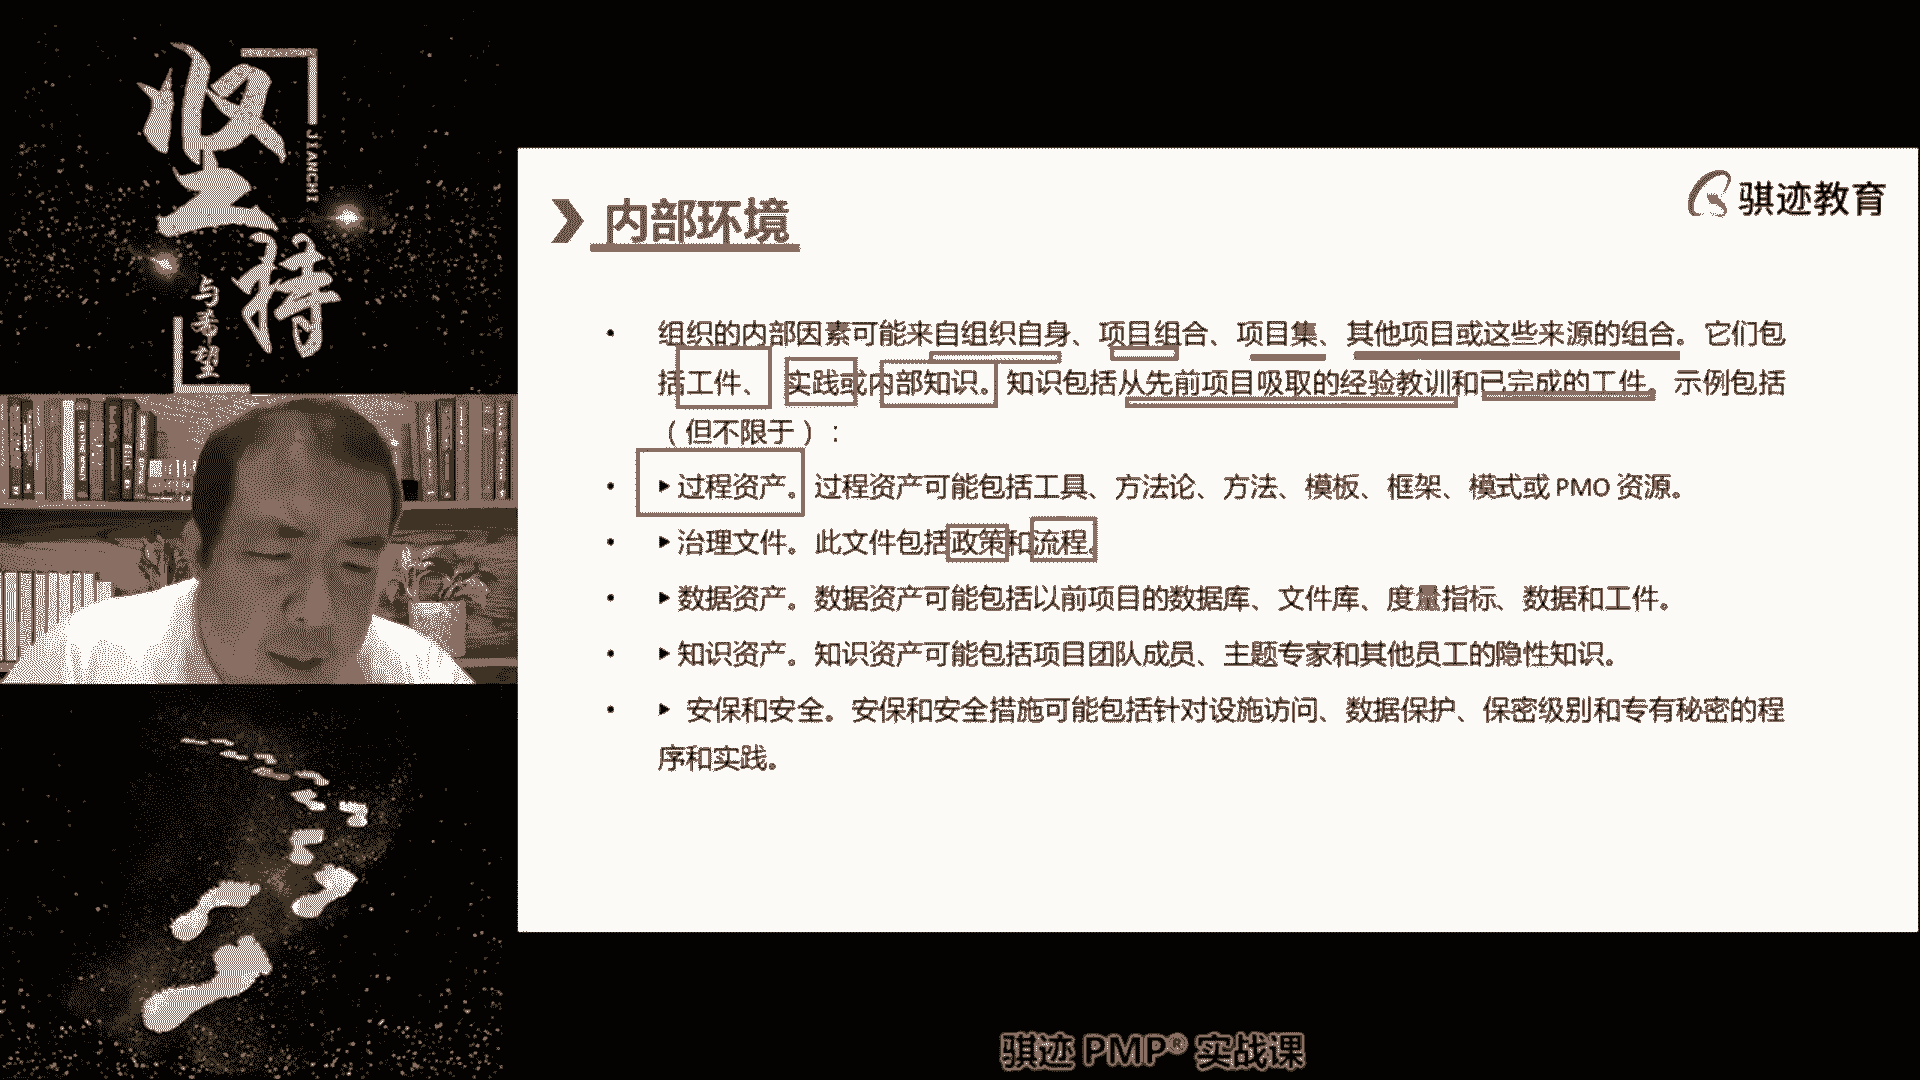 坚持
JIANCHI
与希望
骐迹教育
内部环境
• 组织的内部因素可能来自组织自身、项目组合、项目集、其他项目或这些来源的组合。它们包
括工件、实践或内部知识。知识包括从先前项目吸取的经验教训和已完成的工件。示例包括
（但不限于）：
• ▶过程资产。过程资产可能包括工具、方法论、方法、模板、框架、模式或 PMO 资源。
• ▶治理文件。此文件包括政策和流程。
• ▶数据资产。数据资产可能包括以前项目的数据库、文件库、度量指标、数据和工件。
• ▶知识资产。知识资产可能包括项目团队成员、主题专家和其他员工的隐性知识。
• ▶ 安保和安全。安保和安全措施可能包括针对设施访问、数据保护、保密级别和专有秘密的程
序和实践。
骐迹 PMP® 实战课